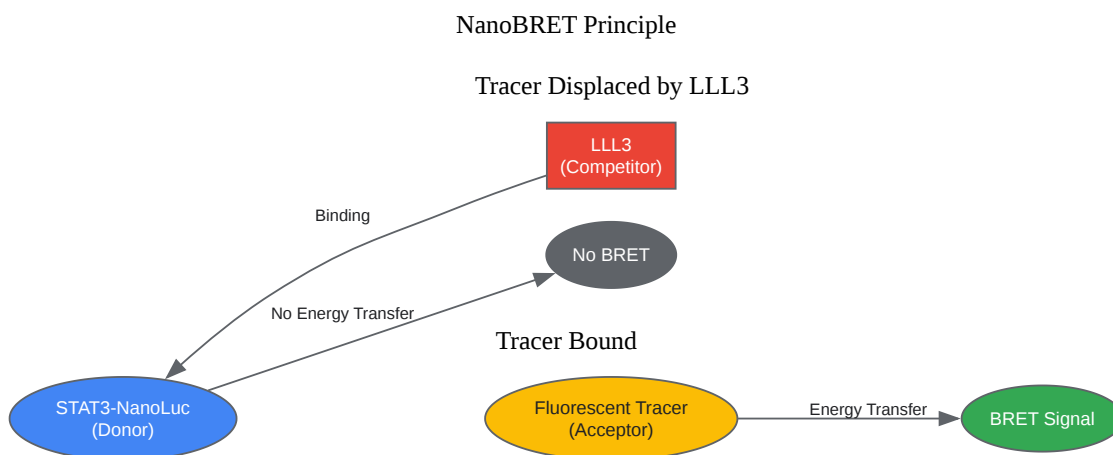 NanoBRET Principle
Tracer Displaced by LLL3
LLL3
(Competitor)
Binding
No BRET
No Energy Transfer
Tracer Bound
STAT3-NanoLuc
(Donor)
Fluorescent Tracer
(Acceptor)
Energy Transfer
BRET Signal